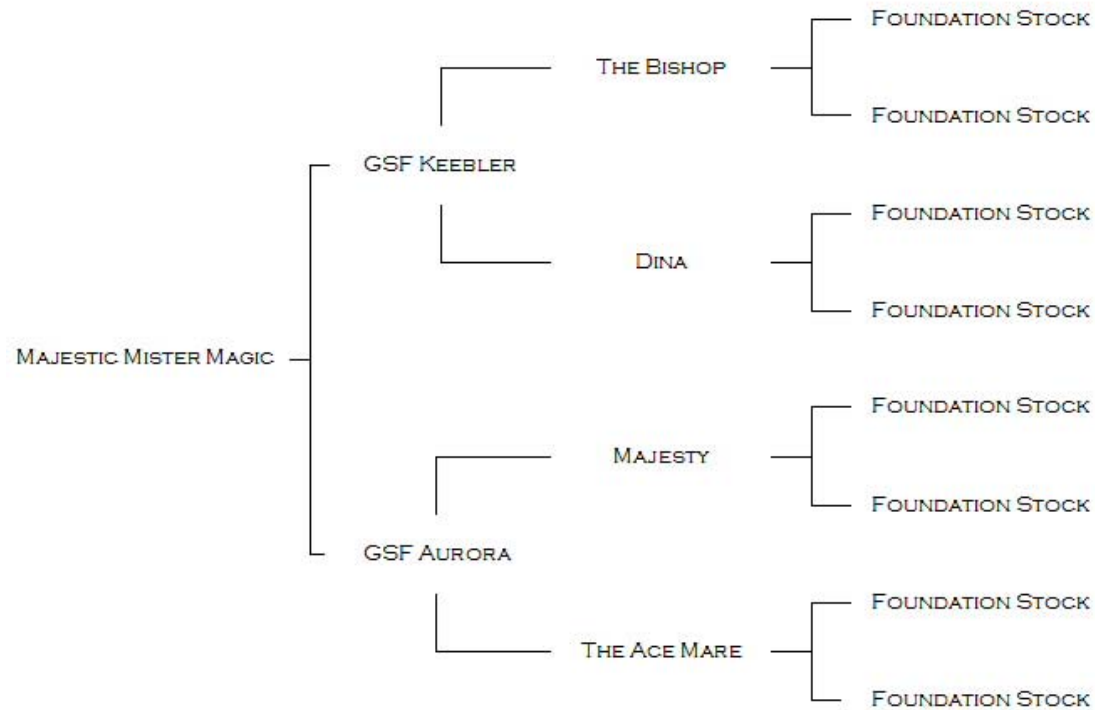 Foundation Stock
The Bishop
Foundation Stock
GSF Keebler
Foundation Stock
Dina
Foundation Stock
Majestic Mister Magic
Foundation Stock
Majesty
Foundation Stock
GSF Aurora
Foundation Stock
The Ace Mare
Foundation Stock